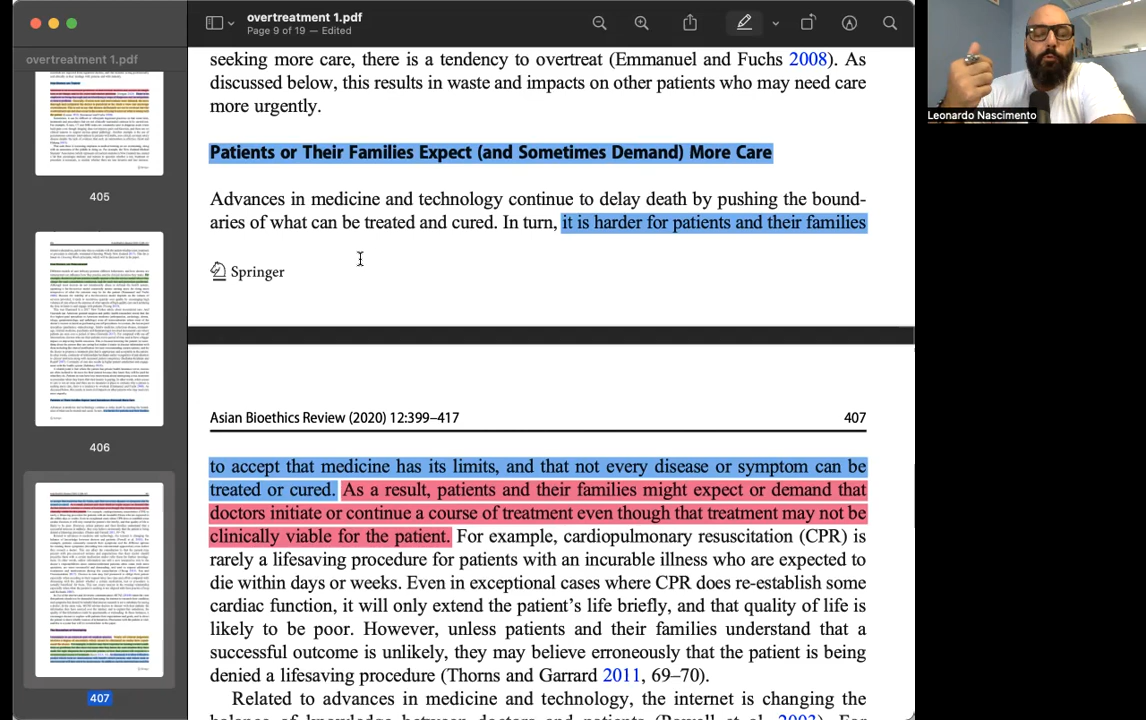 overtreatment 1.pdf
Page 9 of 19 — Edited
overtreatment 1.pdf
405
406
407
seeking more care, there is a tendency to overtreat (Emmanuel and Fuchs 2008). As
discussed below, this results in waste and impacts on other patients who may need care
more urgently.
Patients or Their Families Expect (and Sometimes Demand) More Care
Advances in medicine and technology continue to delay death by pushing the bound-
aries of what can be treated and cured. In turn, it is harder for patients and their families
Springer
Asian Bioethics Review (2020) 12:399–417 407
to accept that medicine has its limits, and that not every disease or symptom can be
treated or cured. As a result, patients and their families might expect or demand that
doctors initiate or continue a course of treatment even though that treatment may not be
clinically viable for the patient. For example, cardiopulmonary resuscitation (CPR) is
rarely a lifesaving procedure for patients with an incurable illness who are expected to
die within days or weeks. Even in exceptional cases where CPR does re-establish some
cardiac function, it will only extend the patient's life briefly, and that quality of life is
likely to be poor. However, unless patients and their families understand that a
successful outcome is unlikely, they may believe erroneously that the patient is being
denied a lifesaving procedure (Thorns and Garrard 2011, 69–70).
Related to advances in medicine and technology, the internet is changing the
balance of knowledge between doctors and patients (Powell et al. 2003). For
Leonardo Nascimento